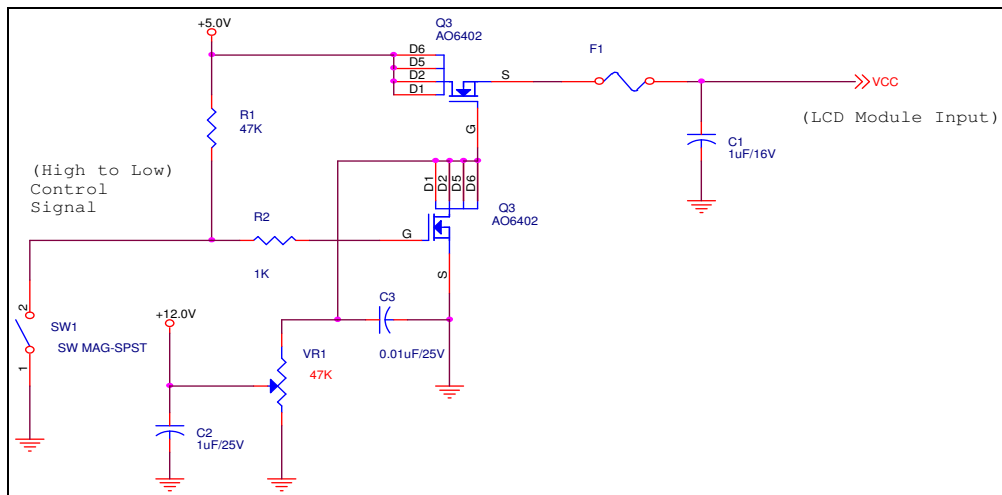 +5.0V
Q3
AO6402
D6
D5
D2
D1
S
G
F1
VCC
(LCD Module Input)
R1
47K
C1
1uF/16V
(High to Low)
Control
Signal
D1
D2
D5
D6
Q3
AO6402
R2
G
1K
S
C3
0.01uF/25V
2
SW1
SW MAG-SPST
1
+12.0V
VR1
47K
C2
1uF/25V